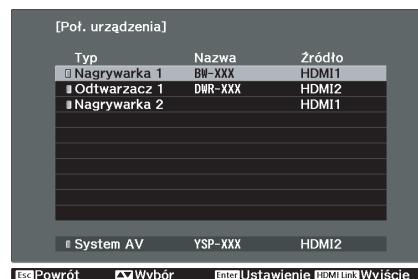 [Poł. urządzenia]
Typ Nazwa Źródło
Nagrywarka 1 BW-XXX HDMI1
Odtwarzacz 1 DWR-XXX HDMI2
Nagrywarka 2 HDMI1
System AV YSP-XXX HDMI2
Esc Powrót Wybór Enter Ustawienie HDMI Link Wyjście